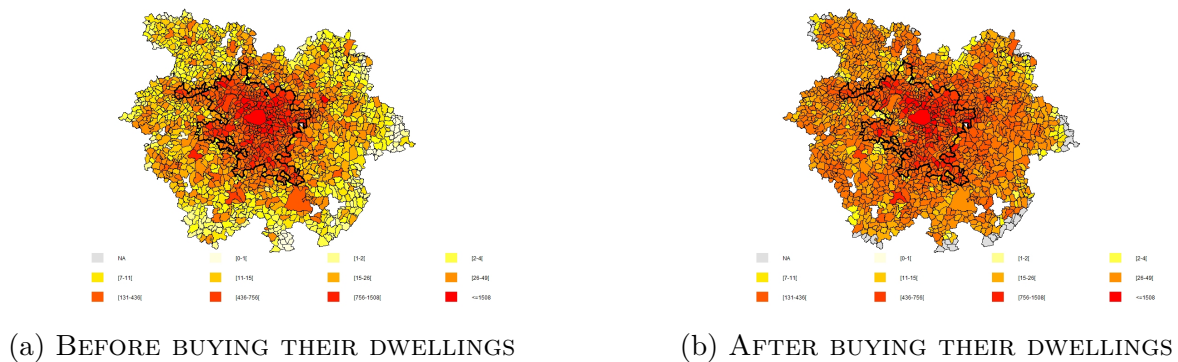 NA [0-1[ [1-2[ [2-4[
[7-11[ [11-15[ [15-26[ [26-49[
[131-436[ [436-756[ [756-1508[ <=1508
NA [0-1[ [1-2[ [2-4[
[7-11[ [11-15[ [15-26[ [26-49[
[131-436[ [436-756[ [756-1508[ <=1508
(a) BEFORE BUYING THEIR DWELLINGS
(b) AFTER BUYING THEIR DWELLINGS